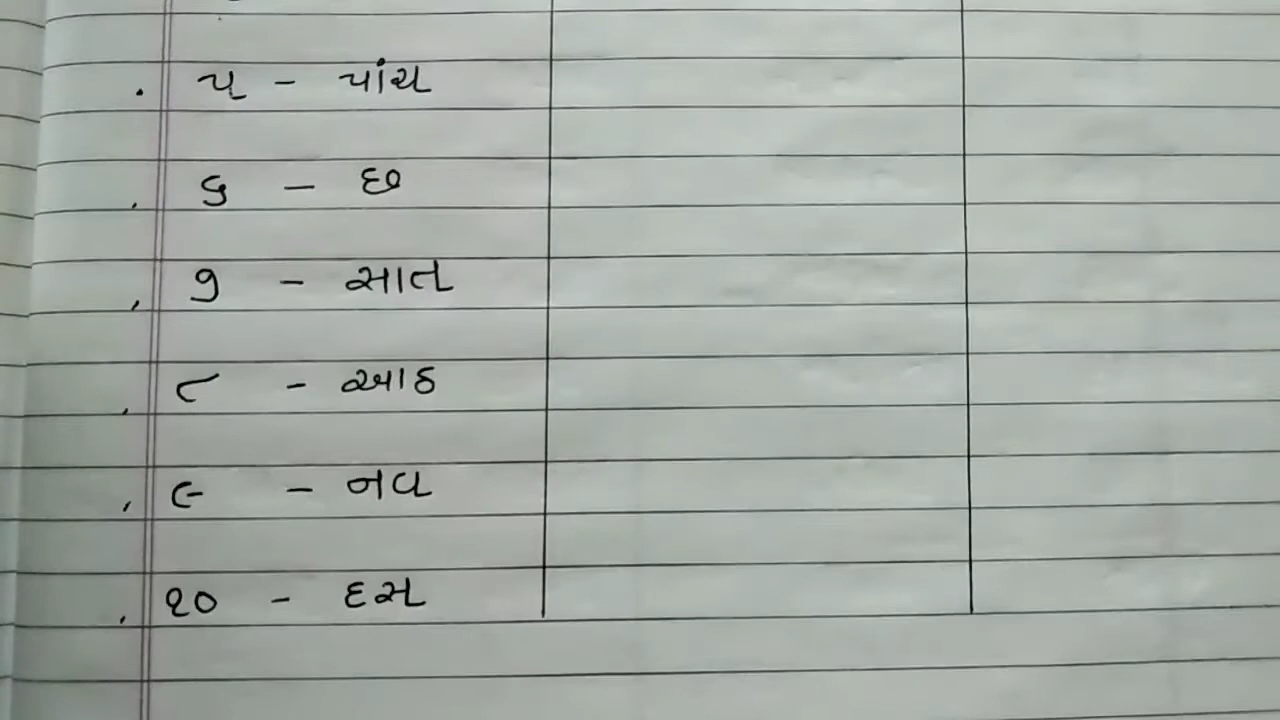 ૫ - પાંચ
૬ - છ
૭ - સાત
૮ - આઠ
૯ - નવ
૧૦ - દસ